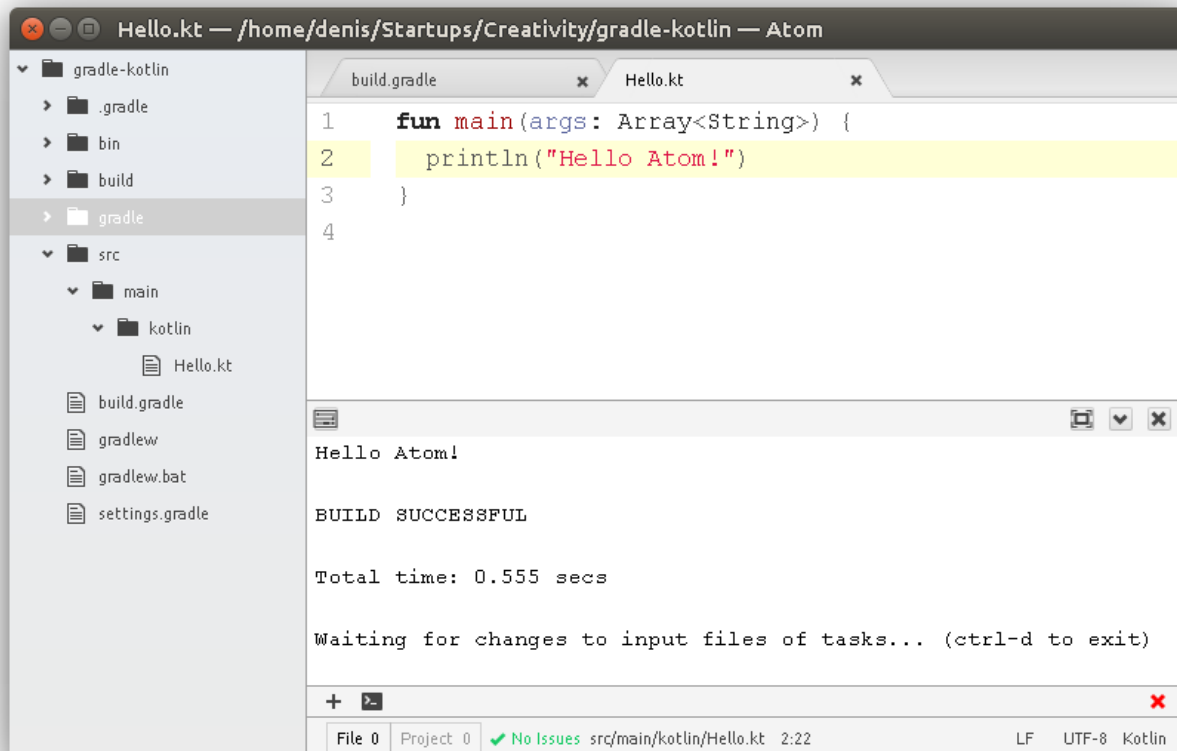 Hello.kt — /home/denis/Startups/Creativity/gradle-kotlin — Atom
gradle-kotlin
.gradle
bin
build
gradle
src
main
kotlin
Hello.kt
build.gradle
gradlew
gradlew.bat
settings.gradle
build.gradle
Hello.kt
1 fun main(args: Array<String>) {
2 println("Hello Atom!")
3 }
4
Hello Atom!
BUILD SUCCESSFUL
Total time: 0.555 secs
Waiting for changes to input files of tasks... (ctrl-d to exit)
File 0 Project 0 No Issues src/main/kotlin/Hello.kt 2:22 LF UTF-8 Kotlin